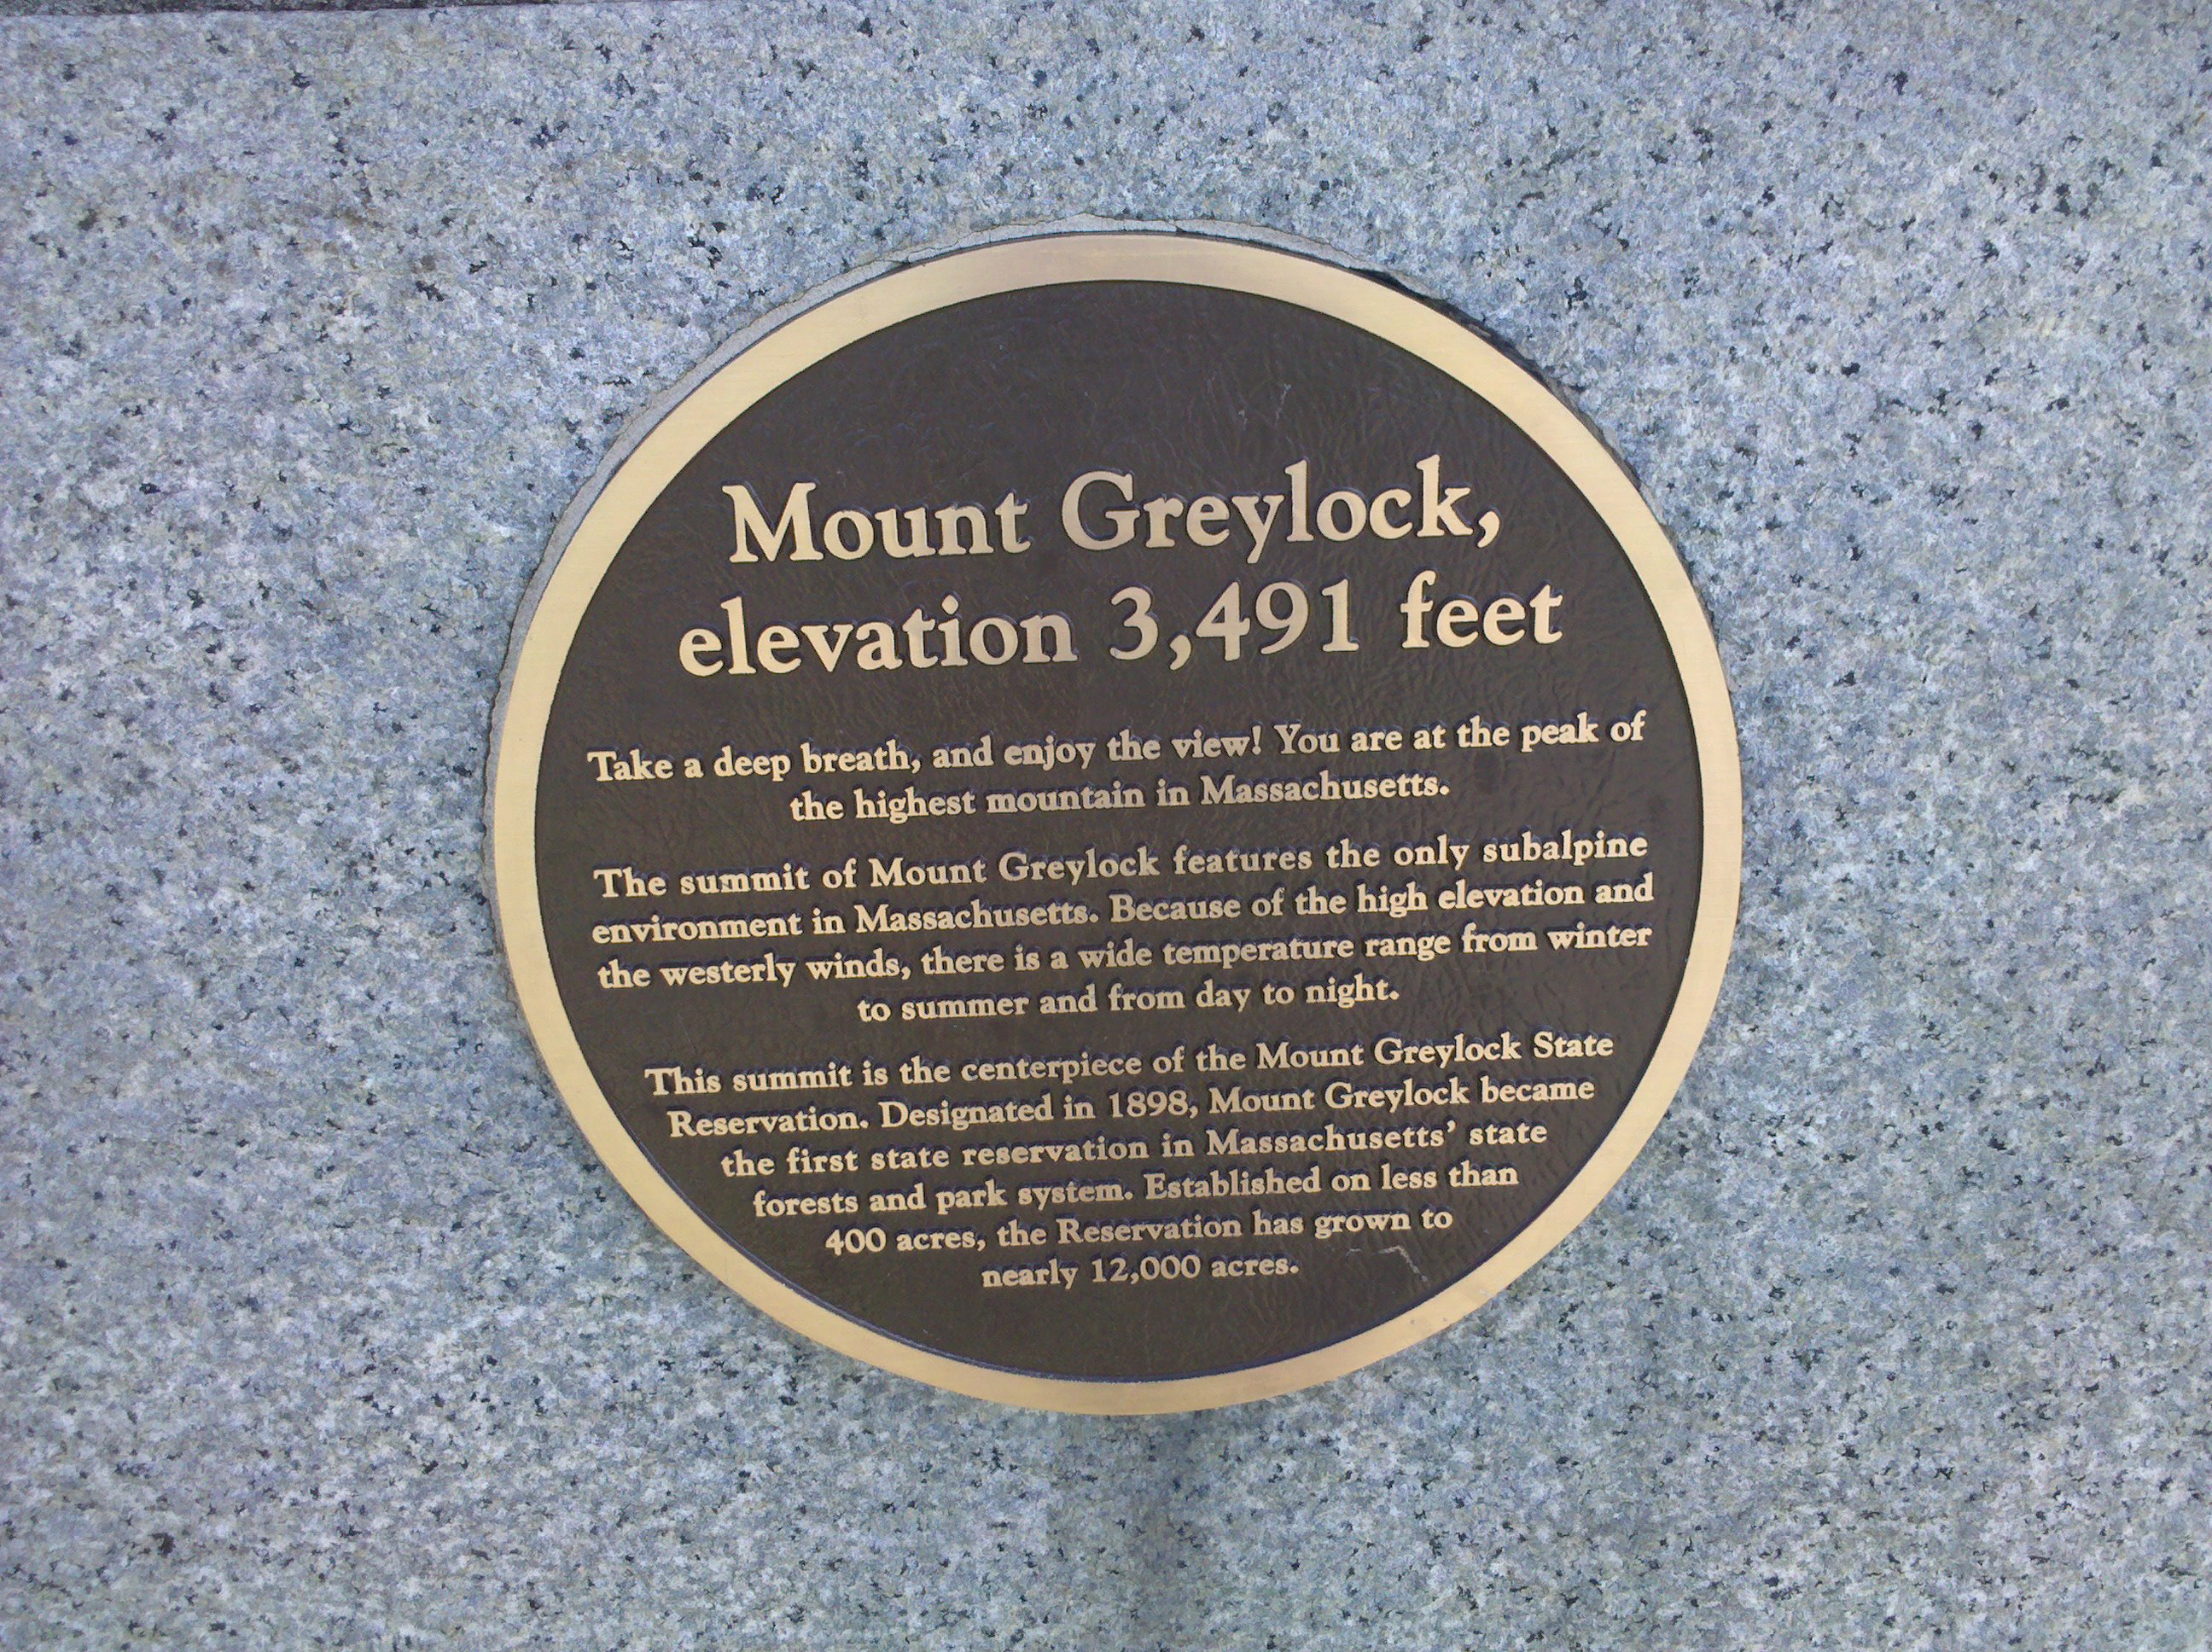 Mount Greylock,
elevation 3,491 feet
Take a deep breath, and enjoy the view! You are at the peak of
the highest mountain in Massachusetts.
The summit of Mount Greylock features the only subalpine
environment in Massachusetts. Because of the high elevation and
the westerly winds, there is a wide temperature range from winter
to summer and from day to night.
This summit is the centerpiece of the Mount Greylock State
Reservation. Designated in 1898, Mount Greylock became
the first state reservation in Massachusetts’ state
forests and park system. Established on less than
400 acres, the Reservation has grown to
nearly 12,000 acres.